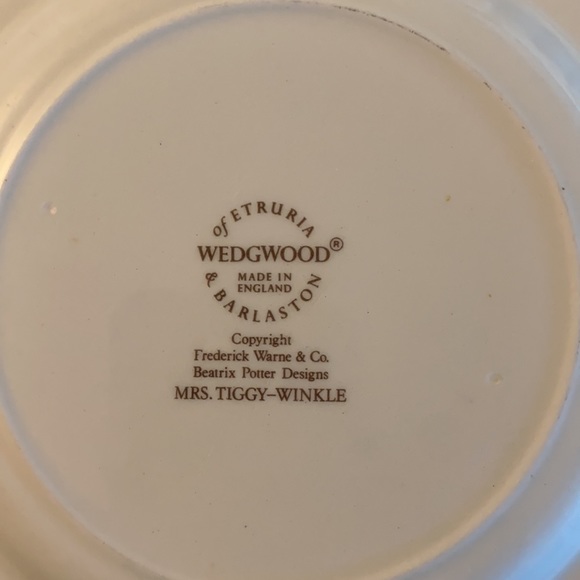 of ETRURIA
WEDGWOOD®
MADE IN
ENGLAND
& BARLASTON
Copyright
Frederick Warne & Co.
Beatrix Potter Designs
MRS. TIGGY–WINKLE